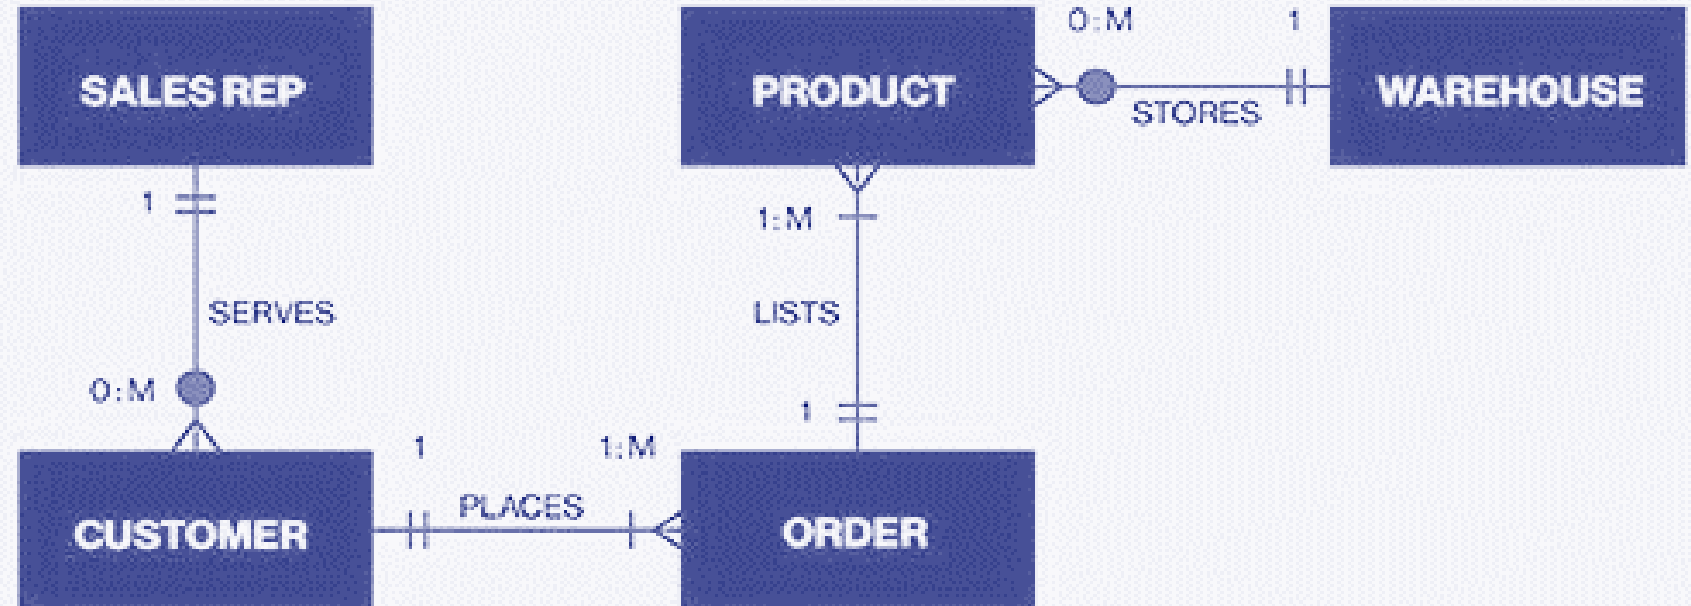 0:M 1
SALES REP PRODUCT WAREHOUSE
STORES
1 1:M
SERVES LISTS
0:M 1
1 1:M
PLACES
CUSTOMER ORDER